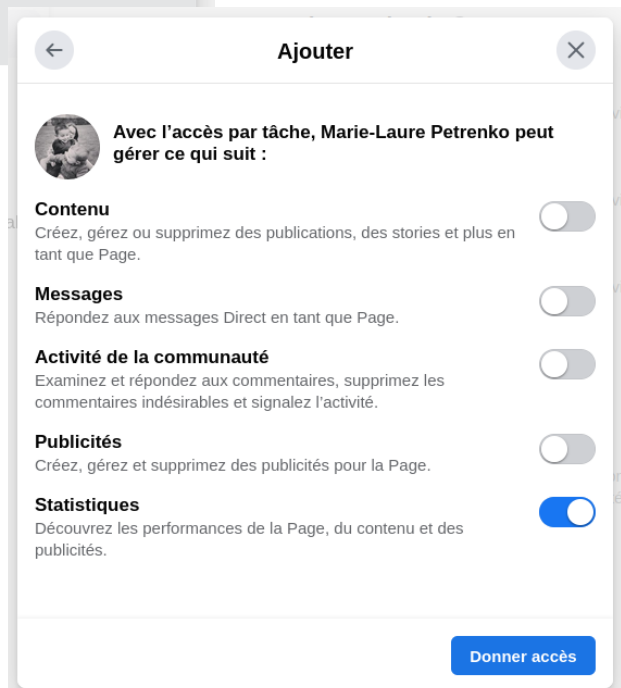 Ajouter
Avec l’accès par tâche, Marie-Laure Petrenko peut
gérer ce qui suit :
Contenu
Créez, gérez ou supprimez des publications, des stories et plus en
tant que Page.
Messages
Répondez aux messages Direct en tant que Page.
Activité de la communauté
Examinez et répondez aux commentaires, supprimez les
commentaires indésirables et signalez l’activité.
Publicités
Créez, gérez et supprimez des publicités pour la Page.
Statistiques
Découvrez les performances de la Page, du contenu et des
publicités.
Donner accès